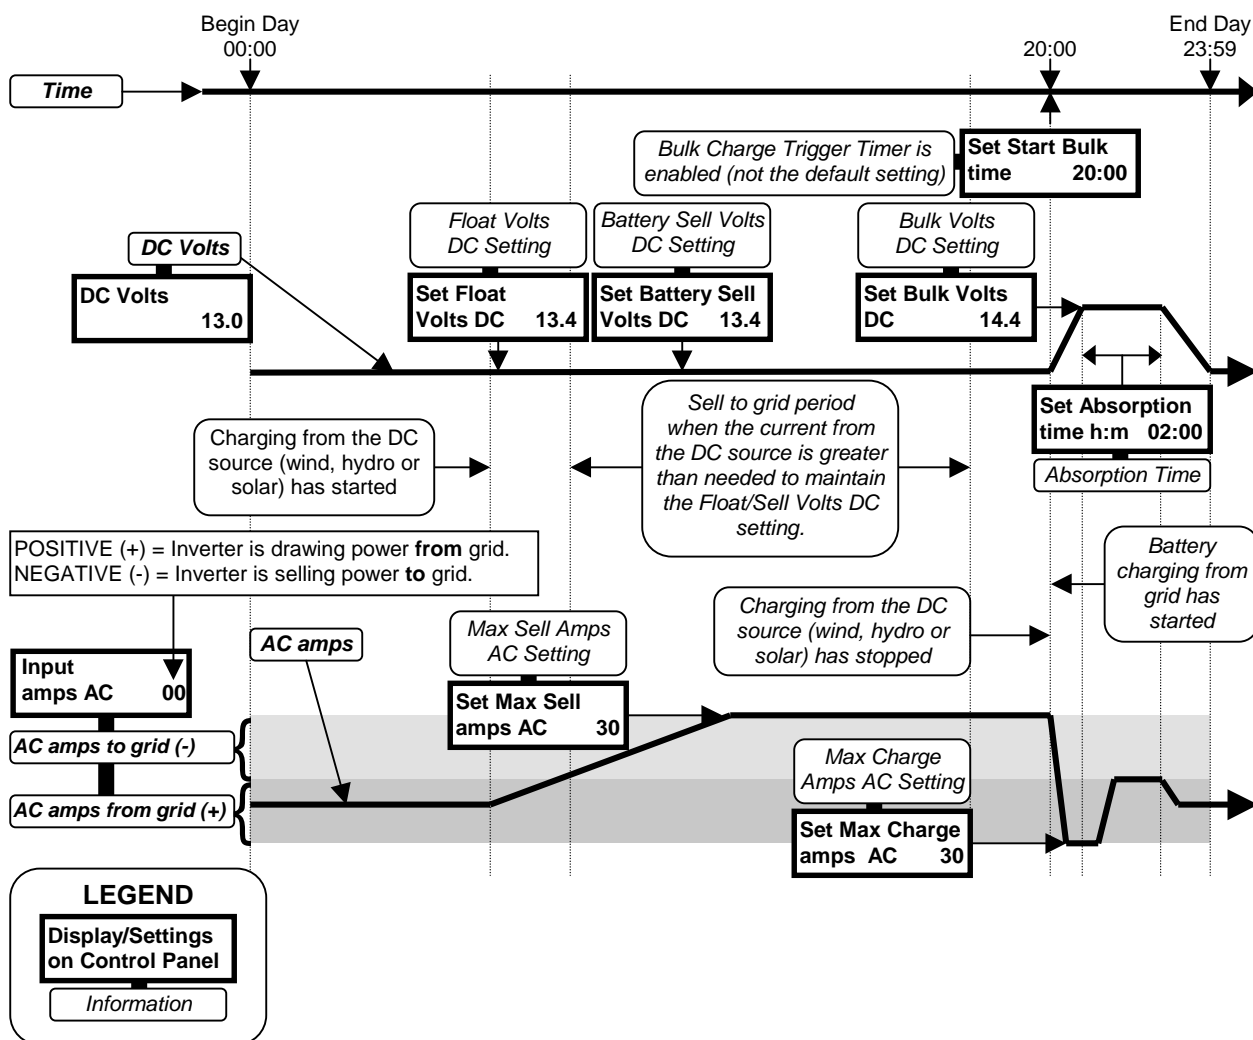 Begin Day
00:00
20:00
End Day
23:59
Time
Bulk Charge Trigger Timer is
enabled (not the default setting)
Set Start Bulk
time 20:00
DC Volts
Float Volts
DC Setting
Battery Sell Volts
DC Setting
Bulk Volts
DC Setting
DC Volts
13.0
Set Float
Volts DC 13.4
Set Battery Sell
Volts DC 13.4
Set Bulk Volts
DC 14.4
Charging from the DC
source (wind, hydro or
solar) has started
Sell to grid period
when the current from
the DC source is greater
than needed to maintain
the Float/Sell Volts DC
setting.
Set Absorption
time h:m 02:00
Absorption Time
POSITIVE (+) = Inverter is drawing power from grid.
NEGATIVE (-) = Inverter is selling power to grid.
Battery
charging from
grid has
started
Charging from the DC
source (wind, hydro or
solar) has stopped
AC amps
Max Sell Amps
AC Setting
Input
amps AC 00
Set Max Sell
amps AC 30
AC amps to grid (-)
AC amps from grid (+)
Max Charge
Amps AC Setting
Set Max Charge
amps AC 30
LEGEND
Display/Settings
on Control Panel
Information